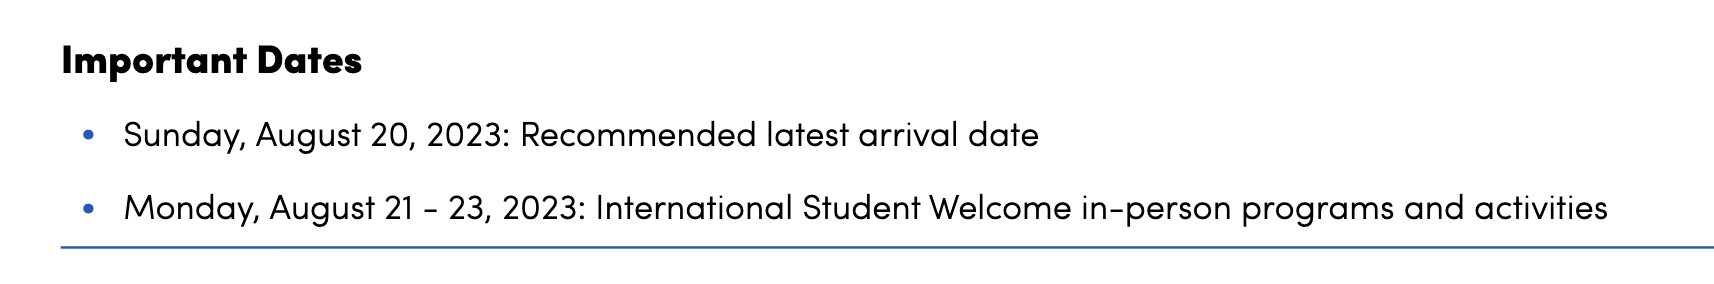 Important Dates
• Sunday, August 20, 2023: Recommended latest arrival date
• Monday, August 21 - 23, 2023: International Student Welcome in-person programs and activities